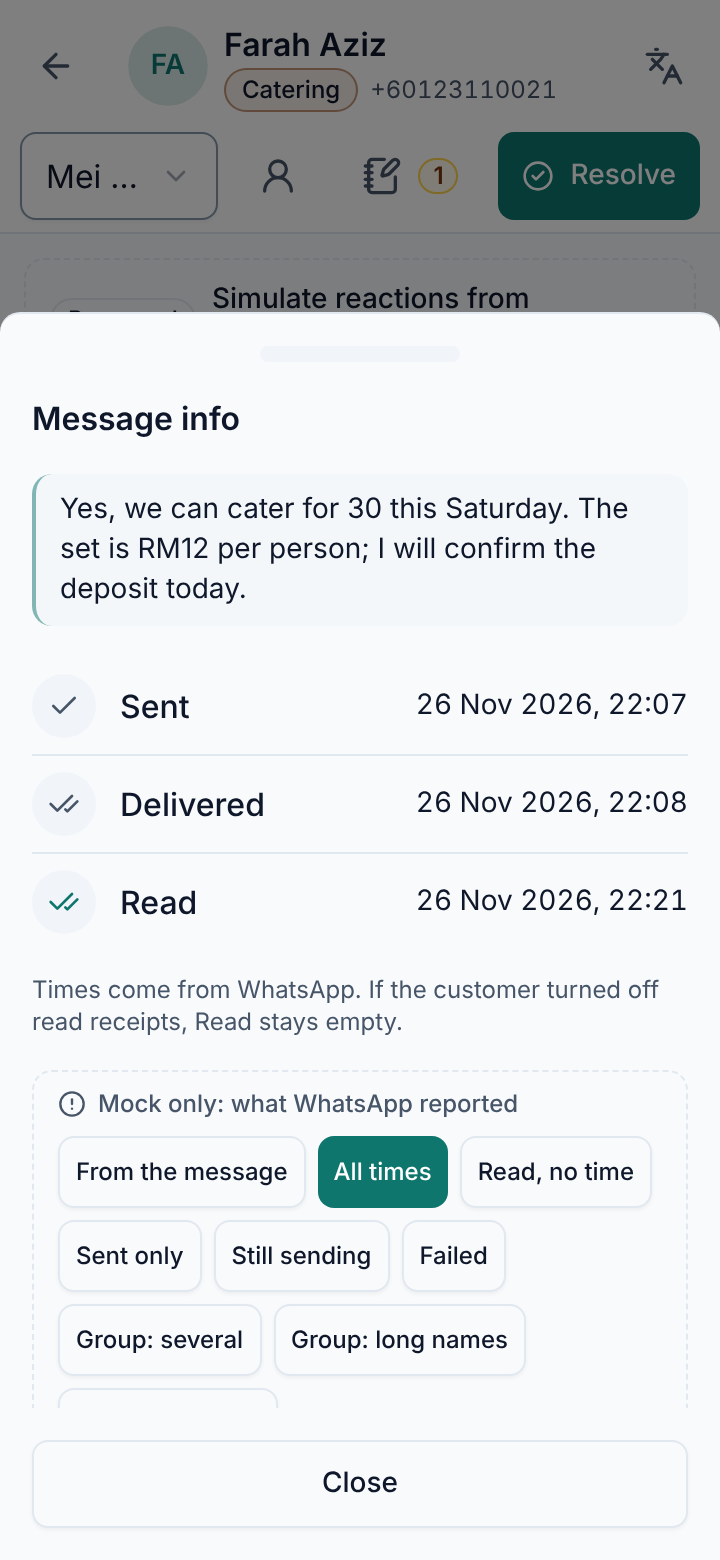 FA
Farah Aziz
Catering +60123110021
Mei ...
1
Resolve
Simulate reactions from
Message info
Yes, we can cater for 30 this Saturday. The
set is RM12 per person; I will confirm the
deposit today.
Sent 26 Nov 2026, 22:07
Delivered 26 Nov 2026, 22:08
Read 26 Nov 2026, 22:21
Times come from WhatsApp. If the customer turned off
read receipts, Read stays empty.
Mock only: what WhatsApp reported
From the message All times Read, no time
Sent only Still sending Failed
Group: several Group: long names
Close